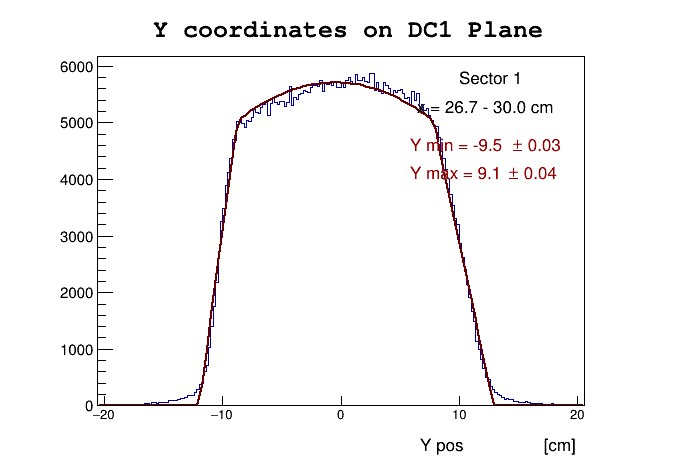 Y coordinates on DC1 Plane
6000
5000
4000
3000
2000
1000
0
Sector 1
x = 26.7 - 30.0 cm
Y min = -9.5 ± 0.03
Y max = 9.1 ± 0.04
−20 −10 0 10 20
Y pos [cm]